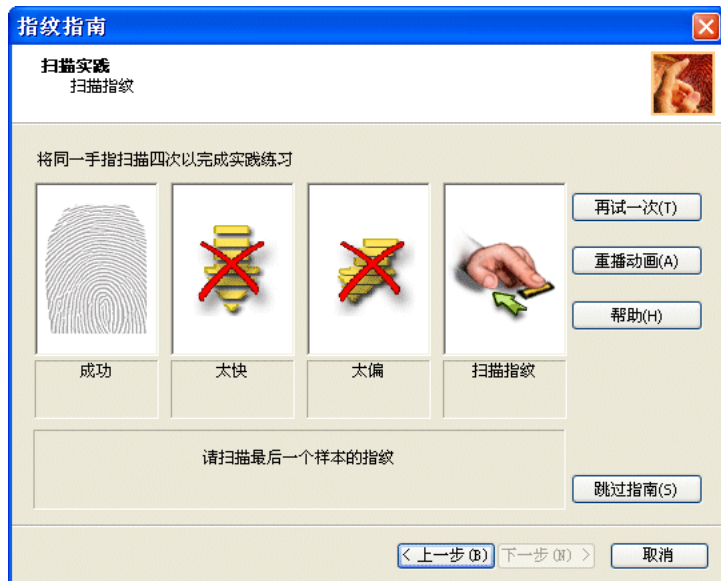 指纹指南
扫描实践
扫描指纹
将同一手指扫描四次以完成实践练习
再试一次(T)
重播动画(A)
帮助(H)
成功
太快
太偏
扫描指纹
请扫描最后一个样本的指纹
跳过指南(S)
< 上一步(B)
下一步(N) >
取消